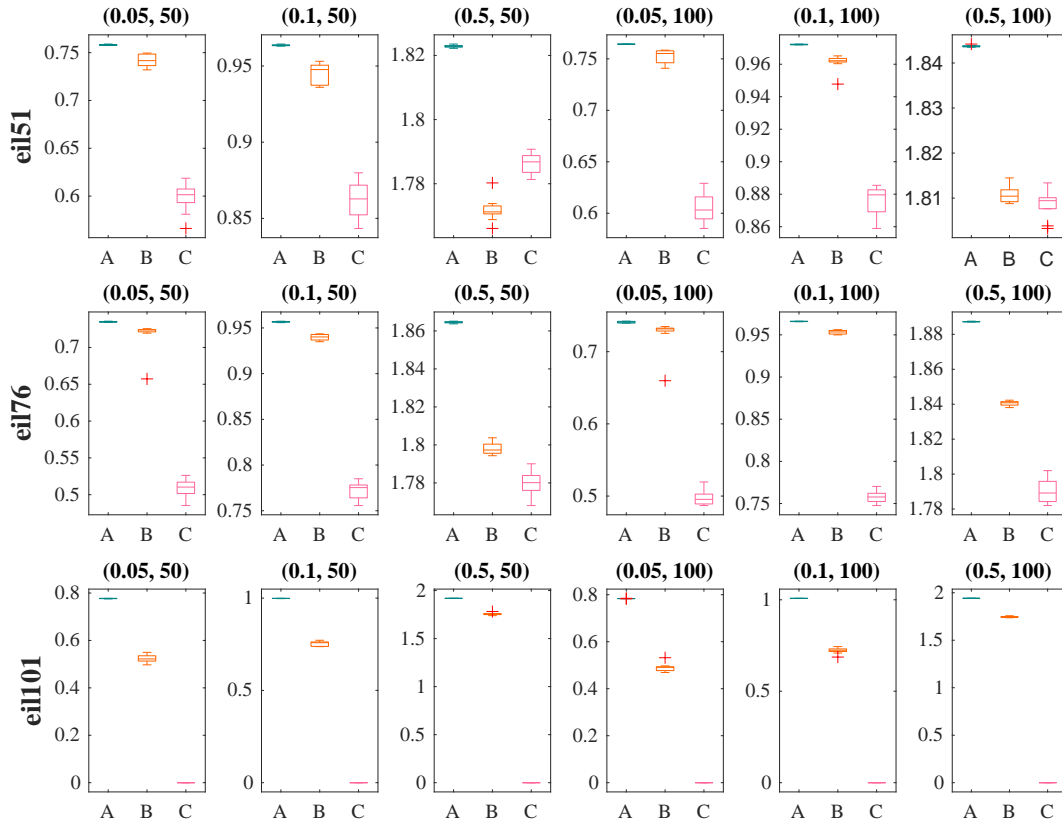 (0.05, 50) (0.1, 50) (0.5, 50) (0.05, 100) (0.1, 100) (0.5, 100)
eil51
0.75 0.7 0.65 0.6
A B C
0.95 0.9 0.85
A B C
1.82 1.8 1.78
A B C
0.75 0.7 0.65 0.6
A B C
0.96 0.94 0.92 0.9 0.88 0.86
A B C
1.84 1.83 1.82 1.81
A B C
(0.05, 50) (0.1, 50) (0.5, 50) (0.05, 100) (0.1, 100) (0.5, 100)
eil76
0.7 0.65 0.6 0.55 0.5
A B C
0.95 0.9 0.85 0.8 0.75
A B C
1.86 1.84 1.82 1.8 1.78
A B C
0.7 0.6 0.5
A B C
0.95 0.9 0.85 0.8 0.75
A B C
1.88 1.86 1.84 1.82 1.8 1.78
A B C
(0.05, 50) (0.1, 50) (0.5, 50) (0.05, 100) (0.1, 100) (0.5, 100)
eil101
0.8 0.6 0.4 0.2 0
A B C
1 0.5 0
A B C
2 1.5 1 0.5 0
A B C
0.8 0.6 0.4 0.2 0
A B C
1 0.5 0
A B C
2 1.5 1 0.5 0
A B C